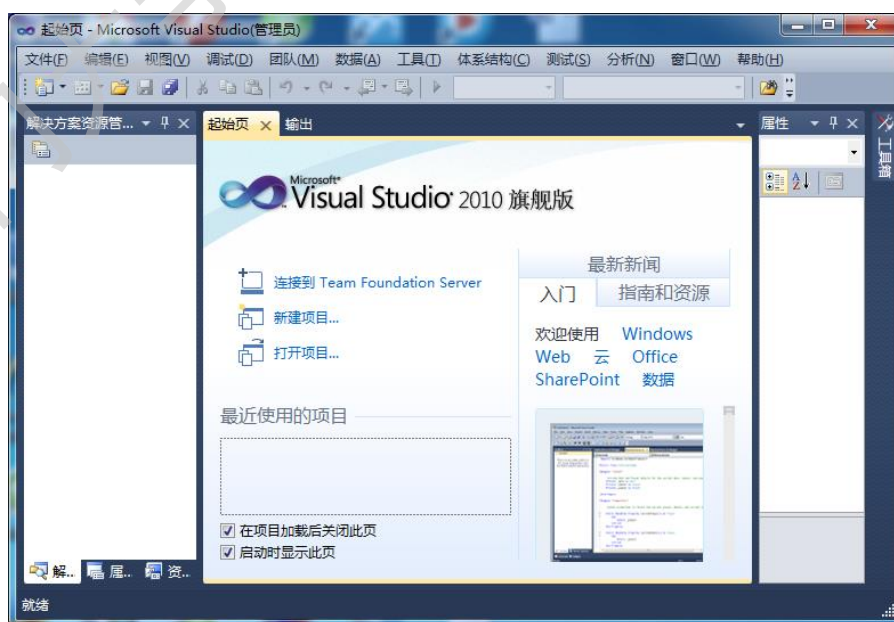 起始页 - Microsoft Visual Studio(管理员)
文件(F) 编辑(E) 视图(V) 调试(D) 团队(M) 数据(A) 工具(T) 体系结构(C) 测试(S) 分析(N) 窗口(W) 帮助(H)
解决方案资源管...
起始页
输出
属性
工具箱
Microsoft®
Visual Studio® 2010 旗舰版
连接到 Team Foundation Server
新建项目...
打开项目...
最近使用的项目
在项目加载后关闭此页
启动时显示此页
最新新闻
入门 指南和资源
欢迎使用 Windows
Web 云 Office
SharePoint 数据
解... 属... 资...
就绪